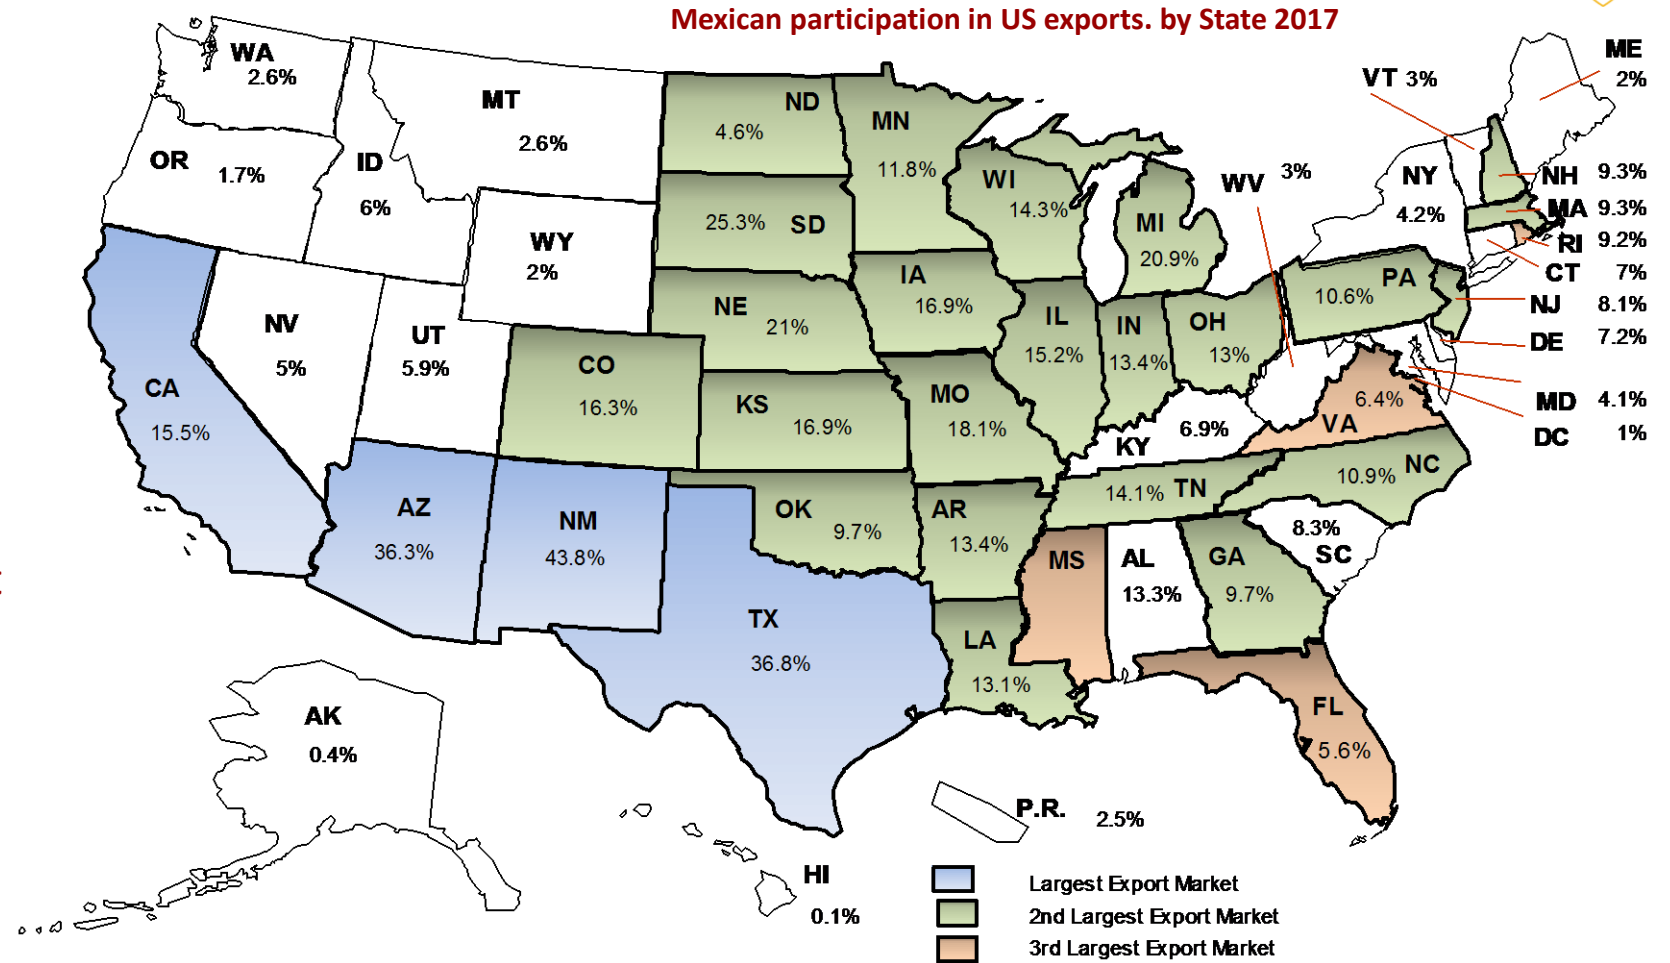 Mexican participation in US exports. by State 2017
WA
2.6%
MT
2.6%
ND
4.6%
MN
11.8%
VT 3%
ME
2%
OR 1.7%
ID
6%
WI
14.3%
WV 3%
NY
4.2%
NH 9.3%
MA 9.3%
RI 9.2%
CT 7%
NJ 8.1%
DE 7.2%
MD 4.1%
DC 1%
25.3% SD
WY
2%
MI
20.9%
IA
16.9%
10.6% PA
NE 21%
NV
5%
UT
5.9%
IL
15.2%
IN
13.4%
OH
13%
CO
16.3%
CA
15.5%
KS
16.9%
MO
18.1%
6.4%
VA
KY 6.9%
10.9% NC
14.1% TN
AZ
36.3%
NM
43.8%
OK
9.7%
AR
13.4%
8.3%
SC
MS
AL
13.3%
GA
9.7%
TX
36.8%
LA
13.1%
FL
5.6%
AK
0.4%
P.R. 2.5%
HI
0.1%
Largest Export Market
2nd Largest Export Market
3rd Largest Export Market